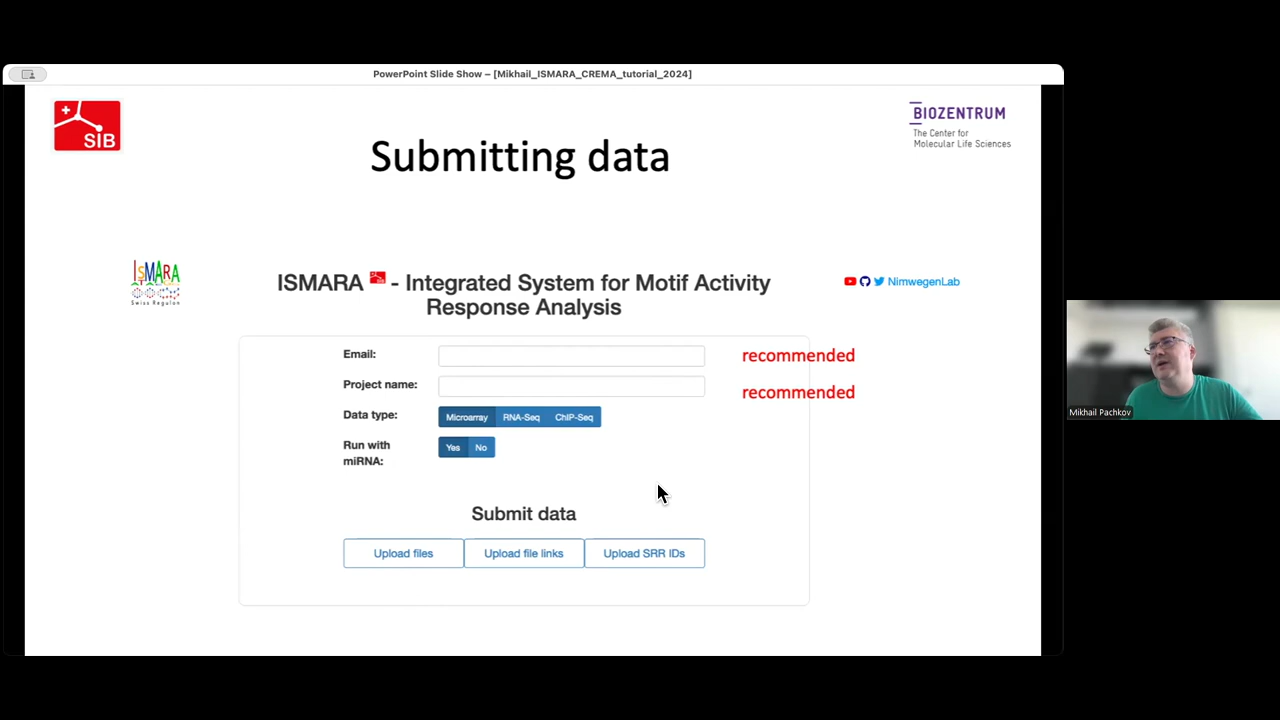 PowerPoint Slide Show – [Mikhail_ISMARA_CREMA_tutorial_2024]
SIB
BIOZENTRUM
The Center for
Molecular Life Sciences
Submitting data
ISMARA
Swiss Regulon
ISMARA - Integrated System for Motif Activity
Response Analysis
NimwegenLab
Email:
recommended
Project name:
recommended
Data type:
Microarray RNA-Seq ChIP-Seq
Run with
miRNA:
Yes No
Submit data
Upload files Upload file links Upload SRR IDs
Mikhail Pachkov